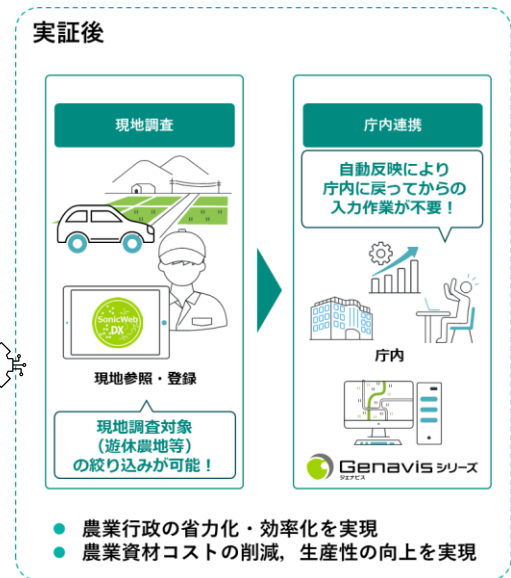 実証後
現地調査
SonicWeb
DX
現地参照・登録
現地調査対象
（遊休農地等）
の絞り込みが可能！
庁内連携
自動反映により
庁内に戻ってからの
入力作業が不要！
庁内
Genavis シリーズ
ジェナビス
● 農業行政の省力化・効率化を実現
● 農業資材コストの削減，生産性の向上を実現